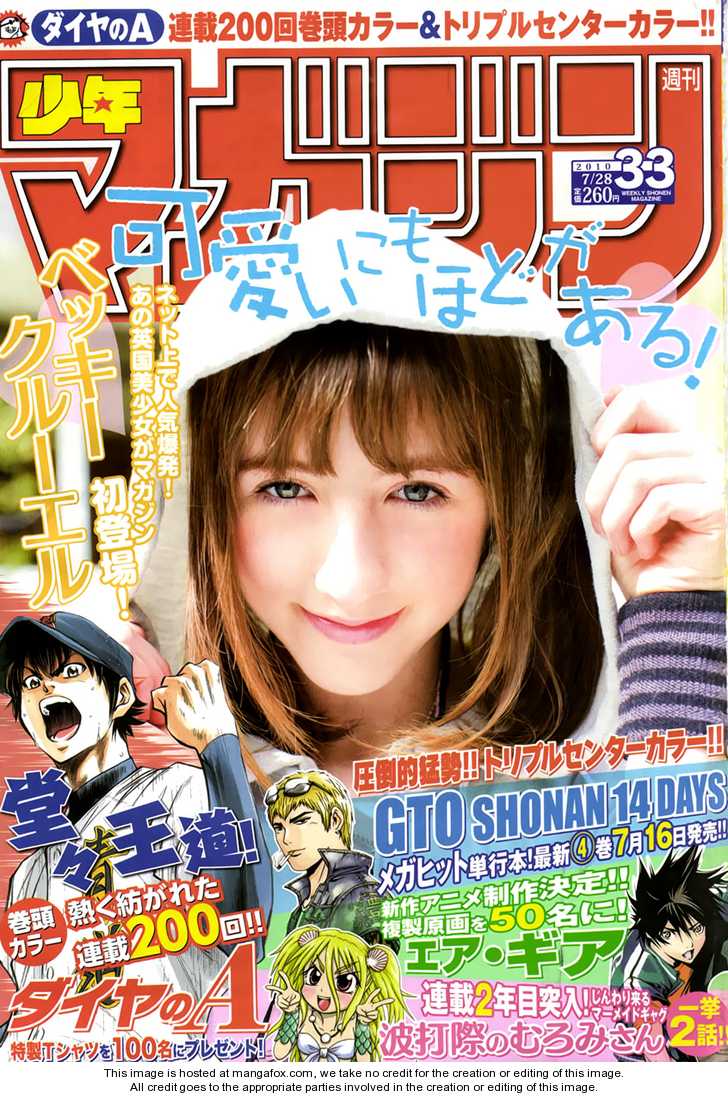 ダイヤのA 連載200回巻頭カラー&トリプルセンターカラー!!
週刊
少年
マガジン
2010
7/28
33
定価260円
WEEKLY SHONEN
MAGAZINE
可愛いにもほどがある!
ネット上で人気爆発!
あの英国美少女がマガジン
初登場!
ベッキー
クルーエル
堂々王道!
青道
巻頭
カラー
熱く紡がれた
連載200回!!
ダイヤのA
特製Tシャツを100名にプレゼント!
圧倒的猛勢!! トリプルセンターカラー!!
GTO SHONAN 14 DAYS
メガヒット単行本!最新④巻7月16日発売!!
新作アニメ制作決定!!
複製原画を50名に!
エア・ギア
連載2年目突入!
じんわり来る
マーメイドギャグ
波打際のむろみさん
一挙
2話!!
This image is hosted at mangafox.com, we take no credit for the creation or editing of this image.
All credit goes to the appropriate parties involved in the creation or editing of this image.